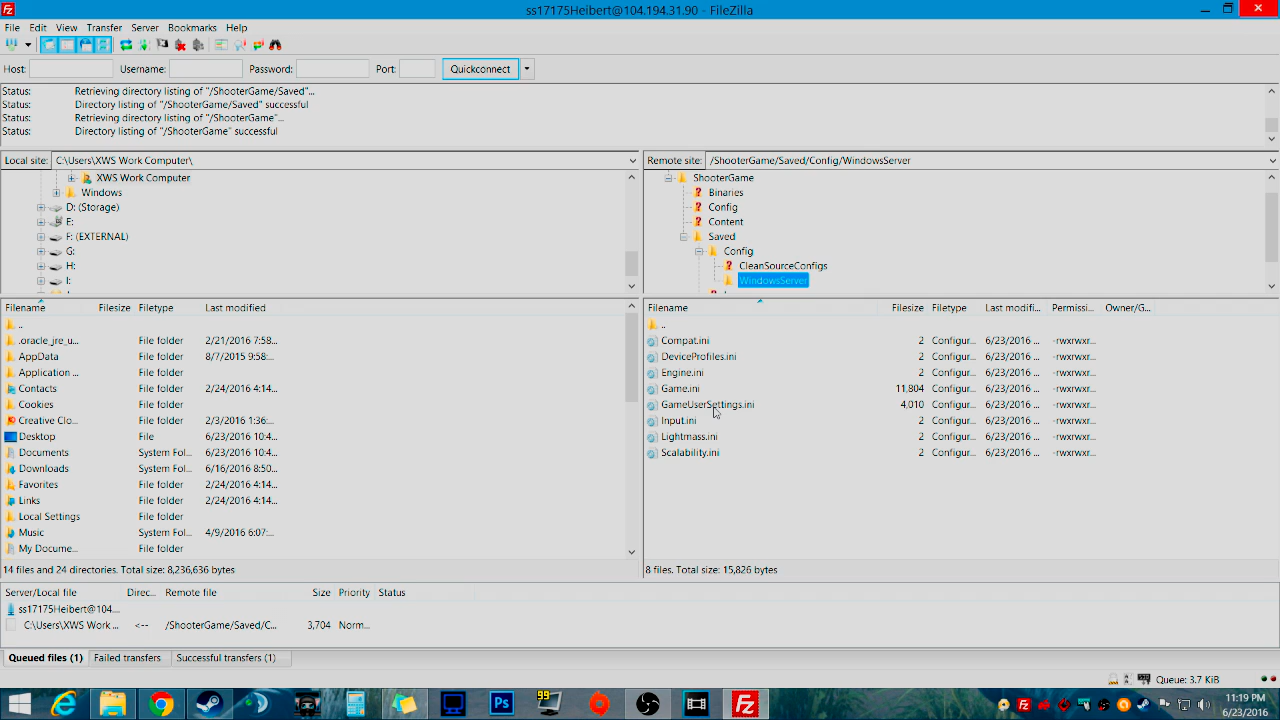 ss17175Heibert@104.194.31.90 - FileZilla
File Edit View Transfer Server Bookmarks Help
Host: Username: Password: Port: Quickconnect
Status: Retrieving directory listing of "/ShooterGame/Saved"...
Status: Directory listing of "/ShooterGame/Saved" successful
Status: Retrieving directory listing of "/ShooterGame"...
Status: Directory listing of "/ShooterGame" successful
Local site: C:\Users\XWS Work Computer\
XWS Work Computer
Windows
D: (Storage)
E:
F: (EXTERNAL)
G:
H:
I:
Remote site: /ShooterGame/Saved/Config/WindowsServer
ShooterGame
Binaries
Config
Content
Saved
Config
CleanSourceConfigs
WindowsServer
Filename Filesize Filetype Last modified
..
.oracle_jre_u... File folder 2/21/2016 7:58...
AppData File folder 8/7/2015 9:58:...
Application ... File folder
Contacts File folder 2/24/2016 4:14...
Cookies File folder
Creative Clo... File folder 2/3/2016 1:36:...
Desktop File 6/23/2016 10:4...
Documents System Fol... 6/23/2016 10:4...
Downloads System Fol... 6/16/2016 8:50...
Favorites System Fol... 2/24/2016 4:14...
Links System Fol... 2/24/2016 4:14...
Local Settings File folder
Music System Fol... 4/9/2016 6:07:...
My Docume... File folder
14 files and 24 directories. Total size: 8,236,636 bytes
Filename Filesize Filetype Last modifi... Permissi... Owner/G...
..
Compat.ini 2 Configur... 6/23/2016 ... -rwxrwxr...
DeviceProfiles.ini 2 Configur... 6/23/2016 ... -rwxrwxr...
Engine.ini 2 Configur... 6/23/2016 ... -rwxrwxr...
Game.ini 11,804 Configur... 6/23/2016 ... -rwxrwxr...
GameUserSettings.ini 4,010 Configur... 6/23/2016 ... -rwxrwxr...
Input.ini 2 Configur... 6/23/2016 ... -rwxrwxr...
Lightmass.ini 2 Configur... 6/23/2016 ... -rwxrwxr...
Scalability.ini 2 Configur... 6/23/2016 ... -rwxrwxr...
8 files. Total size: 15,826 bytes
Server/Local file Direc... Remote file Size Priority Status
ss17175Heibert@104....
C:\Users\XWS Work ... <-- /ShooterGame/Saved/C... 3,704 Norm...
Queued files (1) Failed transfers Successful transfers (1)
Queue: 3.7 KiB
Ps 99 Fz
11:19 PM
6/23/2016